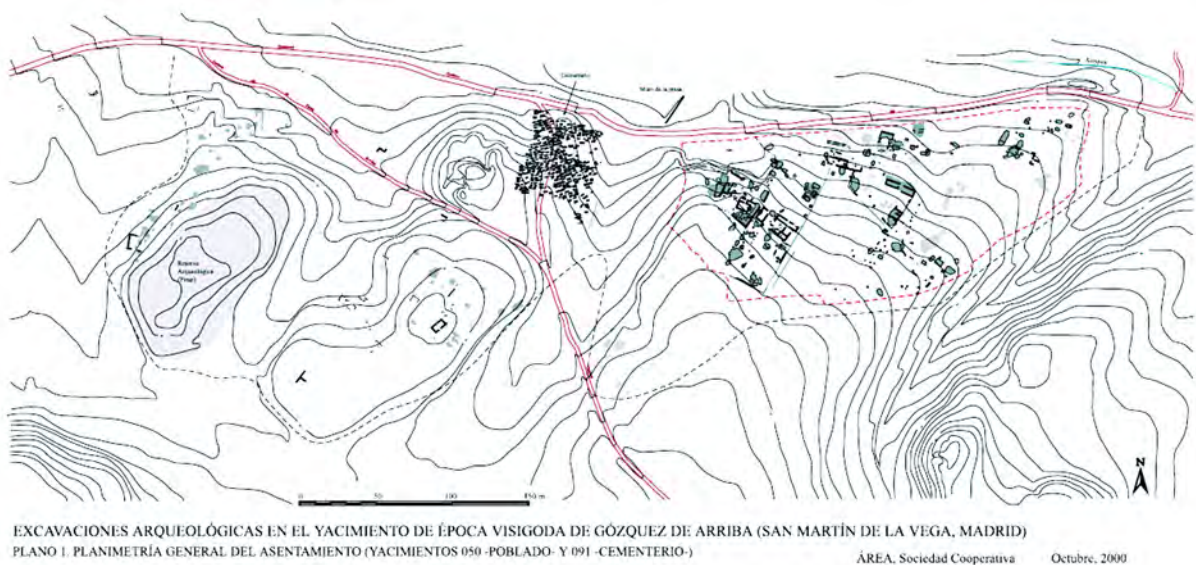 Cementerio
Reserva
Arqueológica
N
0 50 100 150 m
EXCAVACIONES ARQUEOLÓGICAS EN EL YACIMIENTO DE ÉPOCA VISIGODA DE GÓZQUEZ DE ARRIBA (SAN MARTÍN DE LA VEGA, MADRID)
PLANO 1. PLANIMETRÍA GENERAL DEL ASENTAMIENTO (YACIMIENTOS 050 -POBLADO- Y 091 -CEMENTERIO-)
ÁREA, Sociedad Cooperativa Octubre, 2000